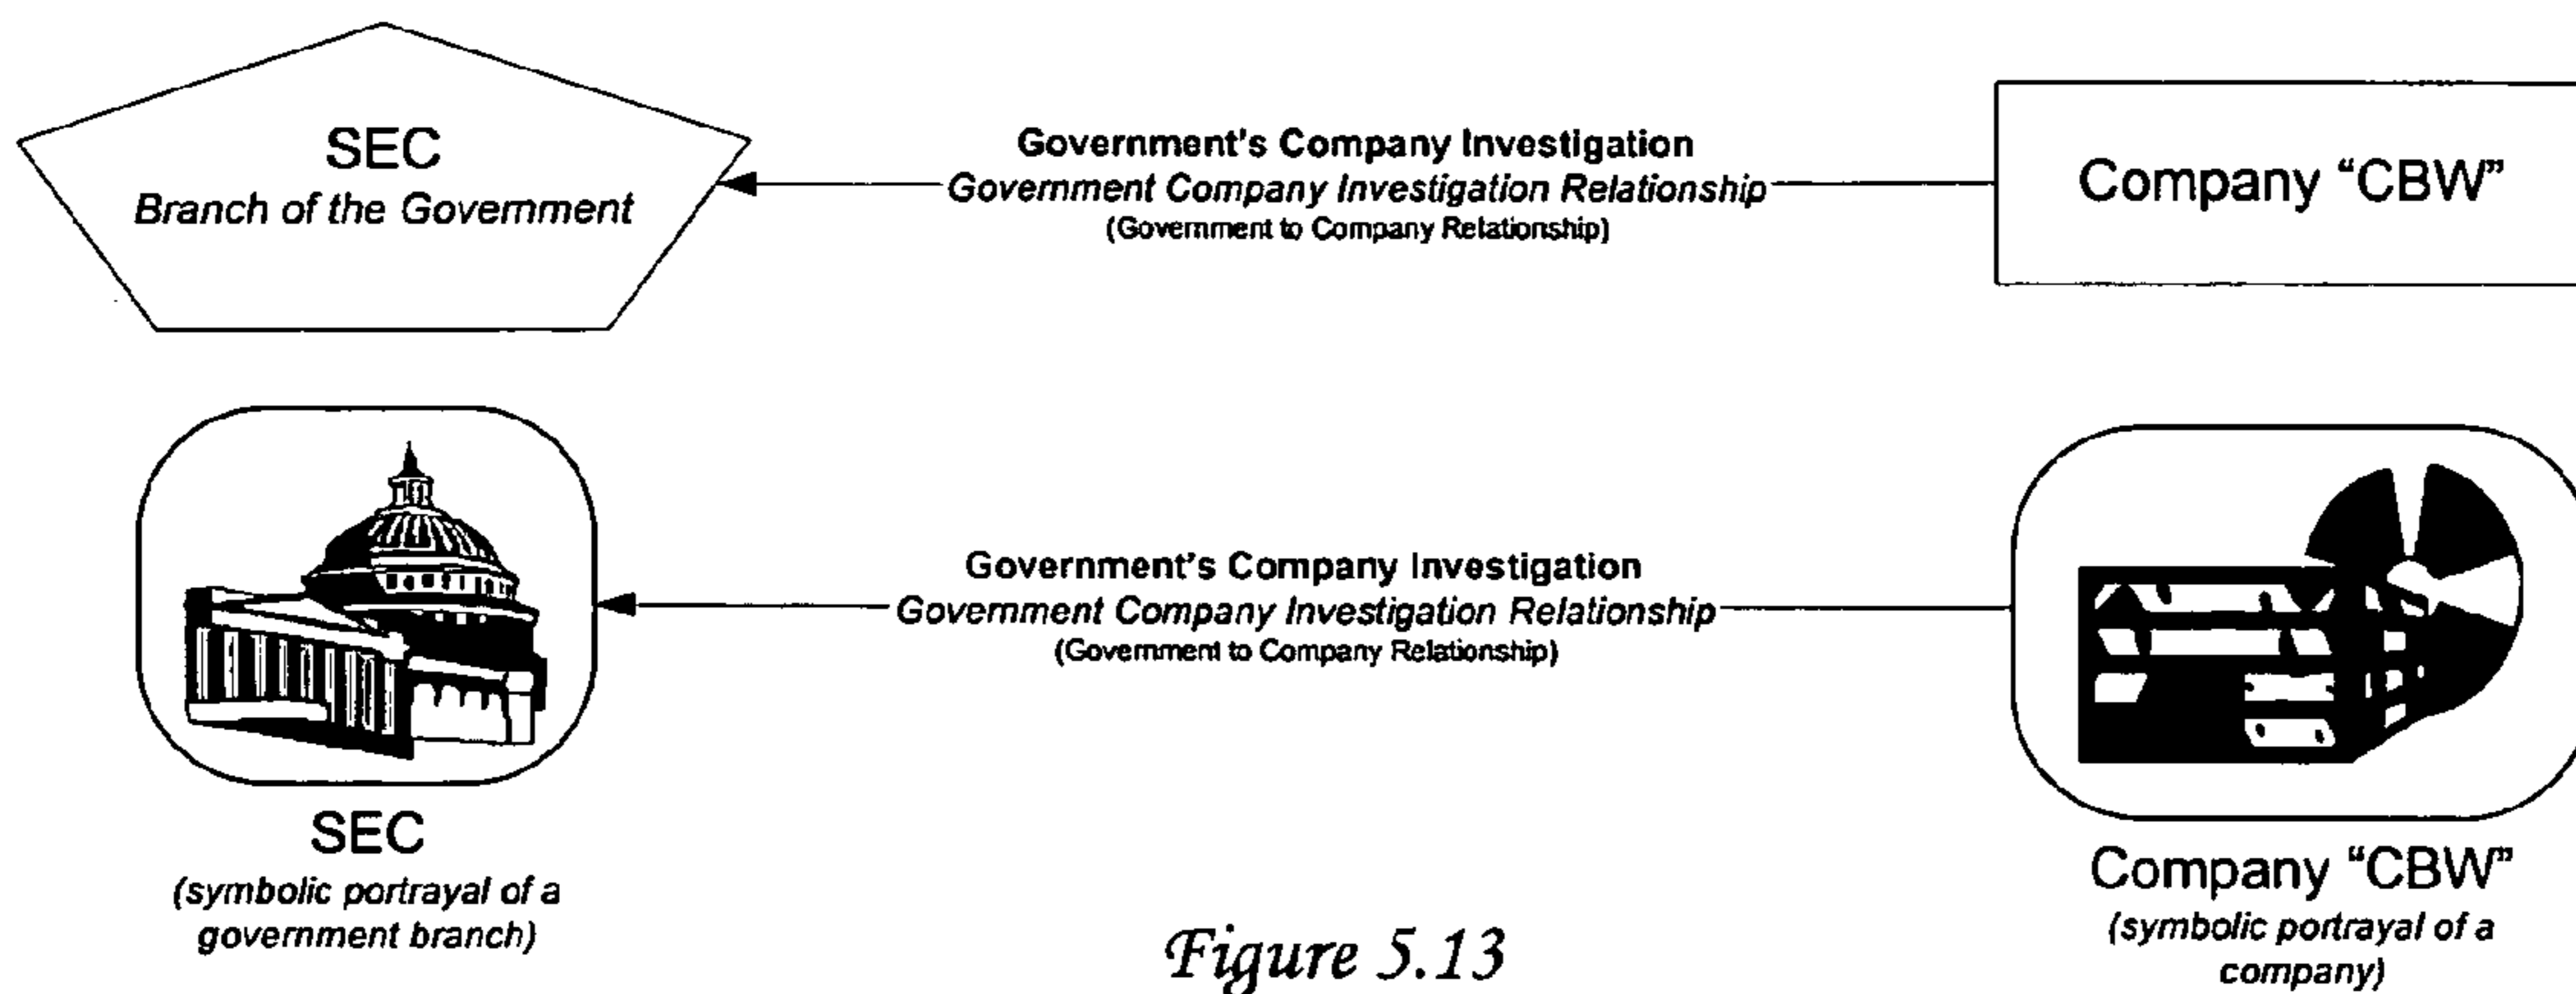 SEC
Branch of the Government
Government's Company Investigation
Government Company Investigation Relationship
(Government to Company Relationship)
Company “CBW”
Government's Company Investigation
Government Company Investigation Relationship
(Government to Company Relationship)
SEC
(symbolic portrayal of a
government branch)
Company “CBW”
(symbolic portrayal of a
company)
Figure 5.13